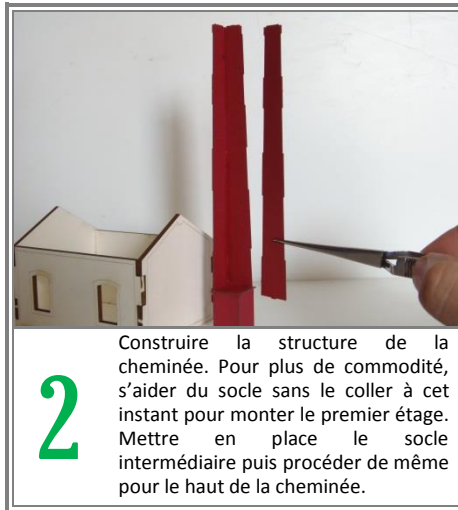 2
Construire la structure de la
cheminée. Pour plus de commodité,
s’aider du socle sans le coller à cet
instant pour monter le premier étage.
Mettre en place le socle
intermédiaire puis procéder de même
pour le haut de la cheminée.